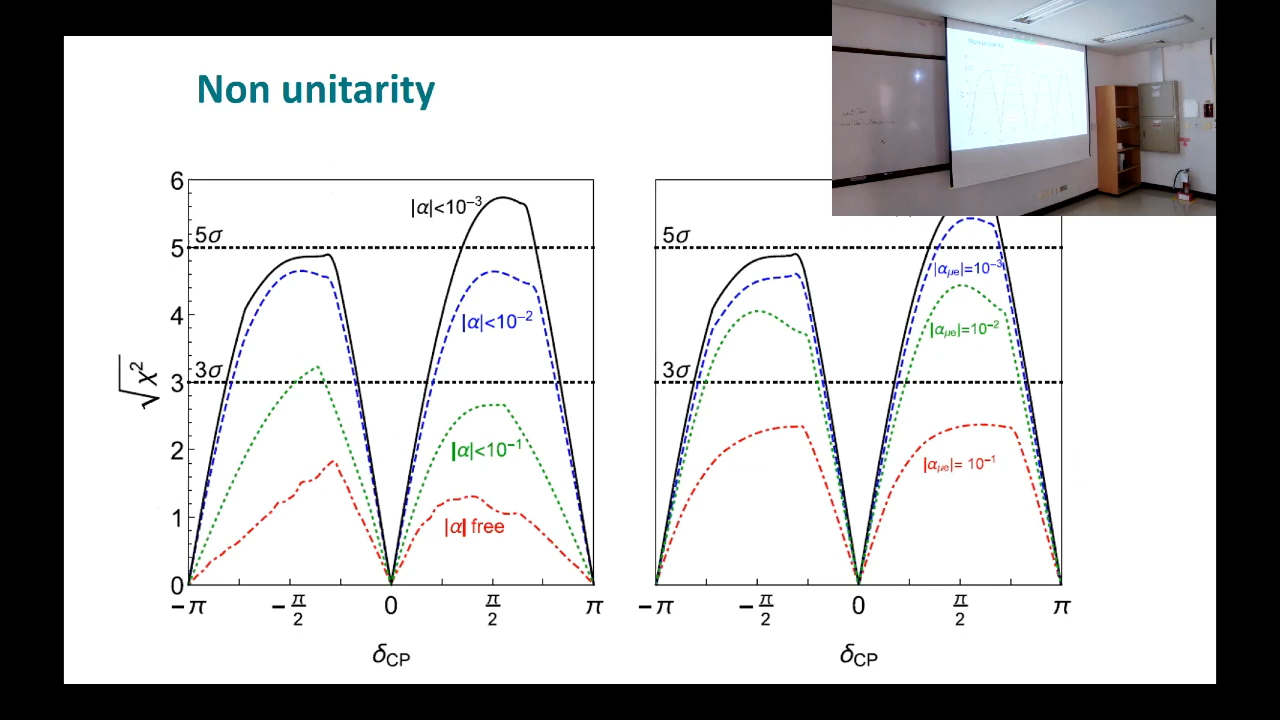 Non unitarity
6
5
4
3
2
1
0
√χ²
5σ
3σ
|α|<10⁻³
|α|<10⁻²
|α|<10⁻¹
|α| free
−π
−π/2
0
π/2
π
δCP
5σ
3σ
|αμe|=10⁻³
|αμe|=10⁻²
|αμe|= 10⁻¹
−π
−π/2
0
π/2
π
δCP